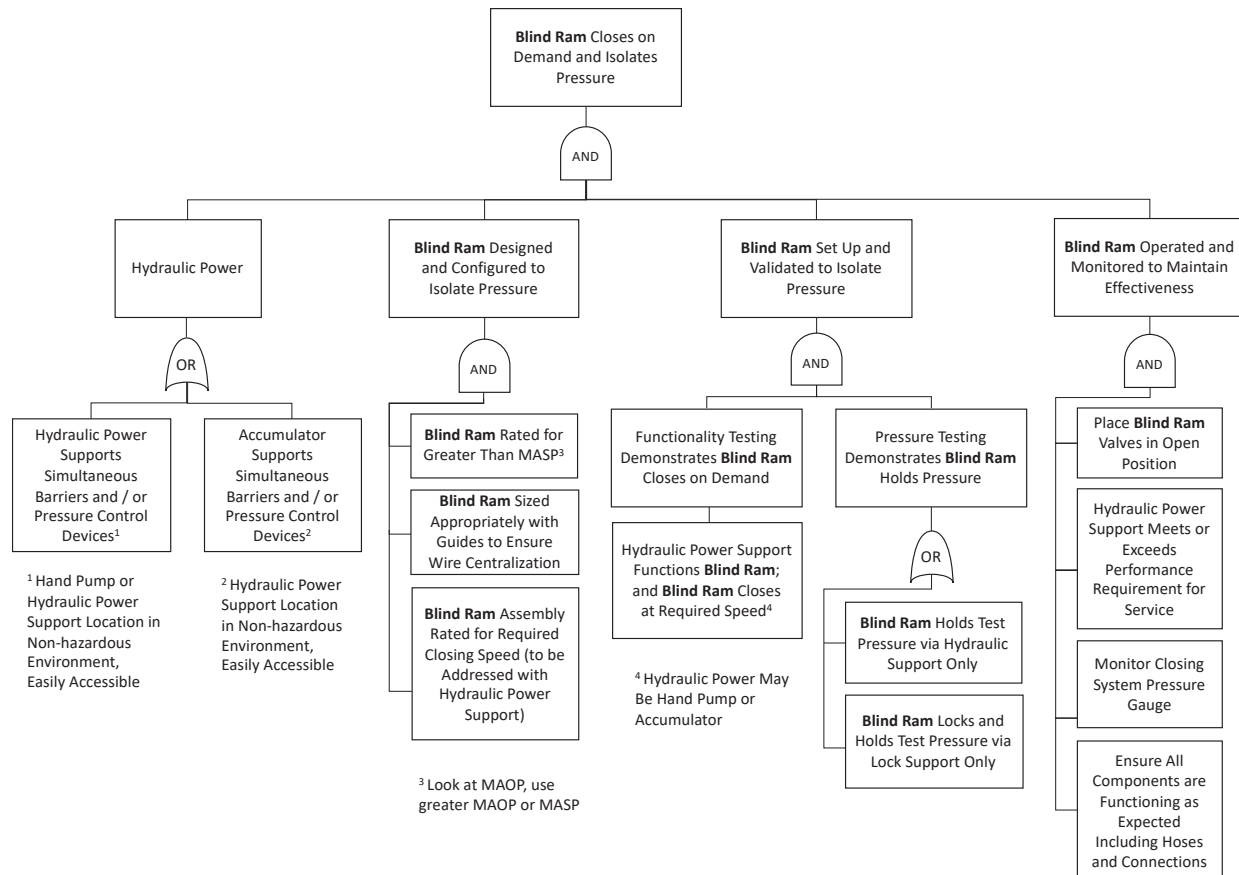 Blind Ram Closes on
Demand and Isolates
Pressure
AND
Hydraulic Power
Blind Ram Designed
and Configured to
Isolate Pressure
Blind Ram Set Up and
Validated to Isolate
Pressure
Blind Ram Operated and
Monitored to Maintain
Effectiveness
OR
AND
AND
AND
Hydraulic Power
Supports
Simultaneous
Barriers and / or
Pressure Control
Devices¹
Accumulator
Supports
Simultaneous
Barriers and / or
Pressure Control
Devices²
¹ Hand Pump or
Hydraulic Power
Support Location in
Non-hazardous
Environment,
Easily Accessible
² Hydraulic Power
Support Location
in Non-hazardous
Environment,
Easily Accessible
Blind Ram Rated for
Greater Than MASP³
Blind Ram Sized
Appropriately with
Guides to Ensure
Wire Centralization
Blind Ram Assembly
Rated for Required
Closing Speed (to be
Addressed with
Hydraulic Power
Support)
³ Look at MAOP, use
greater MAOP or MASP
Functionality Testing
Demonstrates Blind Ram
Closes on Demand
Hydraulic Power Support
Functions Blind Ram;
and Blind Ram Closes
at Required Speed⁴
⁴ Hydraulic Power May
Be Hand Pump or
Accumulator
Pressure Testing
Demonstrates Blind Ram
Holds Pressure
OR
Blind Ram Holds Test
Pressure via Hydraulic
Support Only
Blind Ram Locks and
Holds Test Pressure via
Lock Support Only
Place Blind Ram
Valves in Open
Position
Hydraulic Power
Support Meets or
Exceeds
Performance
Requirement for
Service
Monitor Closing
System Pressure
Gauge
Ensure All
Components are
Functioning as
Expected
Including Hoses
and Connections